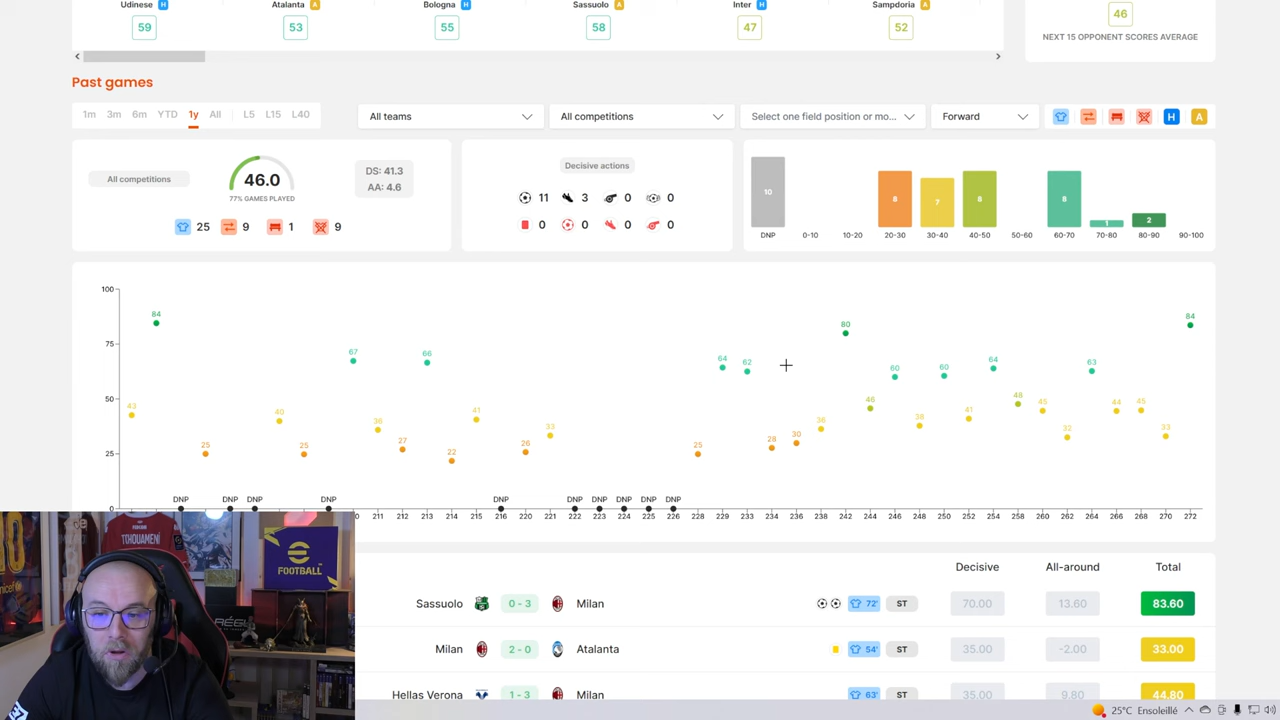 Udinese H Atalanta A Bologna H Sassuolo A Inter H Sampdoria A
59 53 55 58 47 52 46
NEXT 15 OPPONENT SCORES AVERAGE
Past games
1m 3m 6m YTD 1y All L5 L15 L40 All teams All competitions Select one field position or mo... Forward H A
All competitions 46.0 DS: 41.3
AA: 4.6
77% GAMES PLAYED
25 9 1 9
Decisive actions
11 3 0 0
0 0 0 0
10 8 7 8 8 1 2
DNP 0-10 10-20 20-30 30-40 40-50 50-60 60-70 70-80 80-90 90-100
100
75
50
25
0
43 84 DNP 25 DNP DNP 40 25 DNP 67 36 27 66 22 41 DNP 26 33 DNP DNP DNP DNP DNP 25 64 62 28 30 36 80 46 60 38 60 41 64 48 45 32 63 44 45 33 84
211 212 213 214 215 216 220 221 222 223 224 225 226 228 229 233 234 236 238 242 244 246 248 250 252 254 258 260 262 264 266 268 270 272
Decisive All-around Total
Sassuolo 0 - 3 Milan 72' ST 70.00 13.60 83.60
Milan 2 - 0 Atalanta 54' ST 35.00 -2.00 33.00
Hellas Verona 1 - 3 Milan 63' ST 35.00 9.80 44.80
TCHOUAMENI
FOOTBALL
25°C Ensoleillé